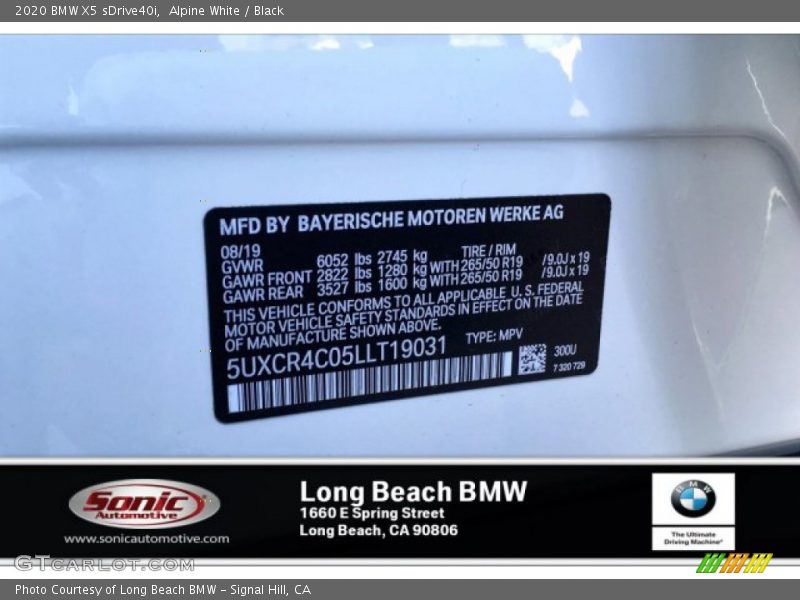 2020 BMW X5 sDrive40i,  Alpine White / Black
MFD BY BAYERISCHE MOTOREN WERKE AG
08/19 TIRE / RIM
GVWR 6052 lbs 2745 kg
GAWR FRONT 2822 lbs 1280 kg WITH 265/50 R19 /9.0J x 19
GAWR REAR 3527 lbs 1600 kg WITH 265/50 R19 /9.0J x 19
THIS VEHICLE CONFORMS TO ALL APPLICABLE U. S. FEDERAL
MOTOR VEHICLE SAFETY STANDARDS IN EFFECT ON THE DATE
OF MANUFACTURE SHOWN ABOVE.
5UXCR4C05LLT19031 TYPE: MPV
300U
7 320 729
Sonic
Automotive
www.sonicautomotive.com
Long Beach BMW
1660 E Spring Street
Long Beach, CA 90806
BMW
The Ultimate
Driving Machine®
GTcarlot.com
Photo Courtesy of Long Beach BMW – Signal Hill, CA